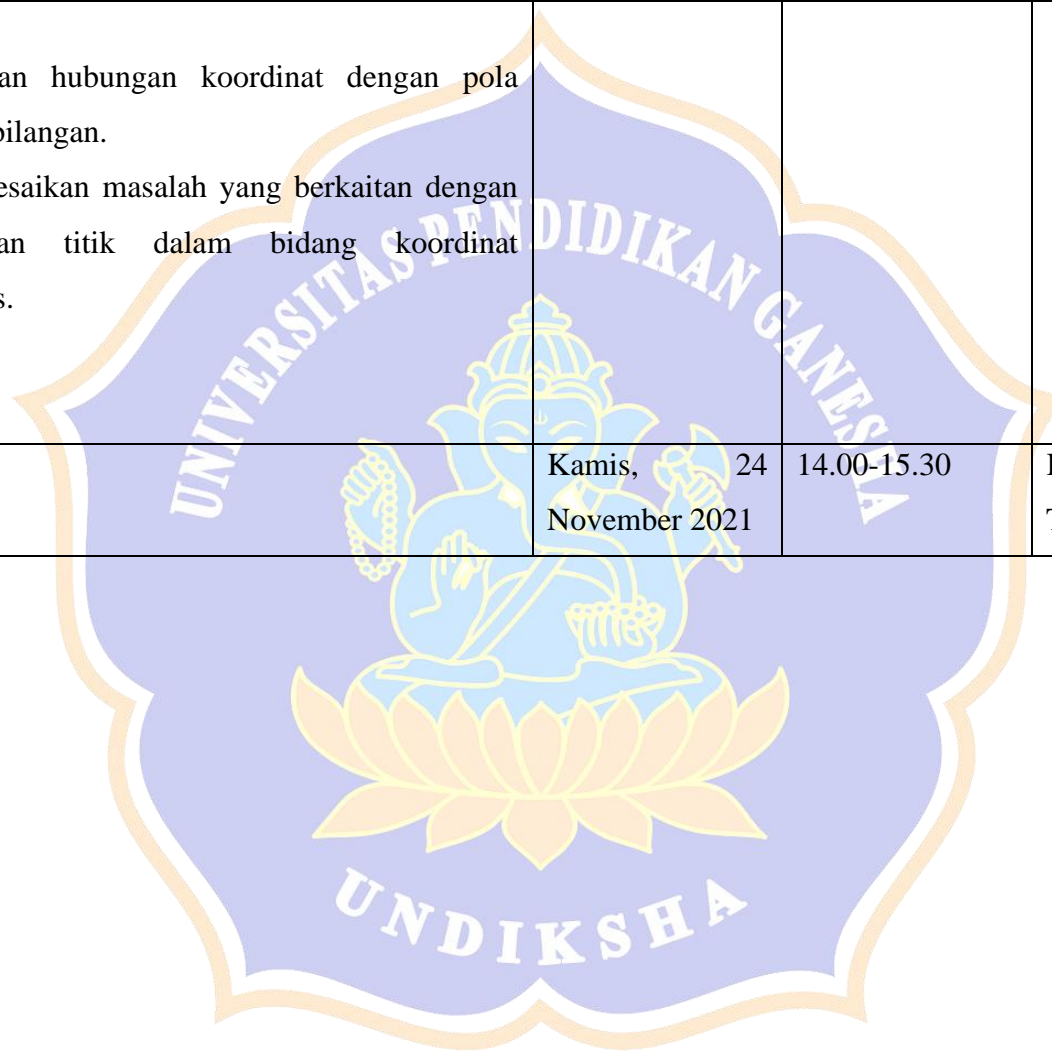 an hubungan koordinat dengan pola
bilangan.
esaikan masalah yang berkaitan dengan
an titik dalam bidang koordinat
s.
Kamis, 24 14.00-15.30
November 2021
UNIVERSITAS PENDIDIKAN GANESHA
UNDIKSHA